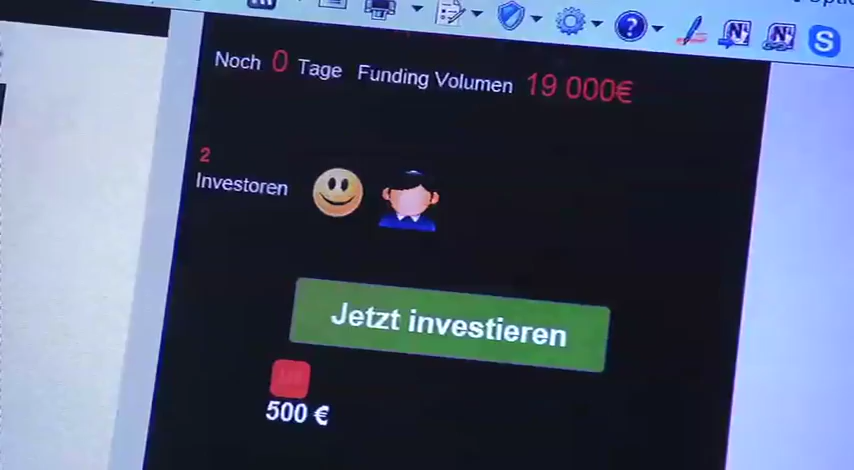 Noch 0 Tage Funding Volumen 19 000€
2
Investoren
Jetzt investieren
500 €